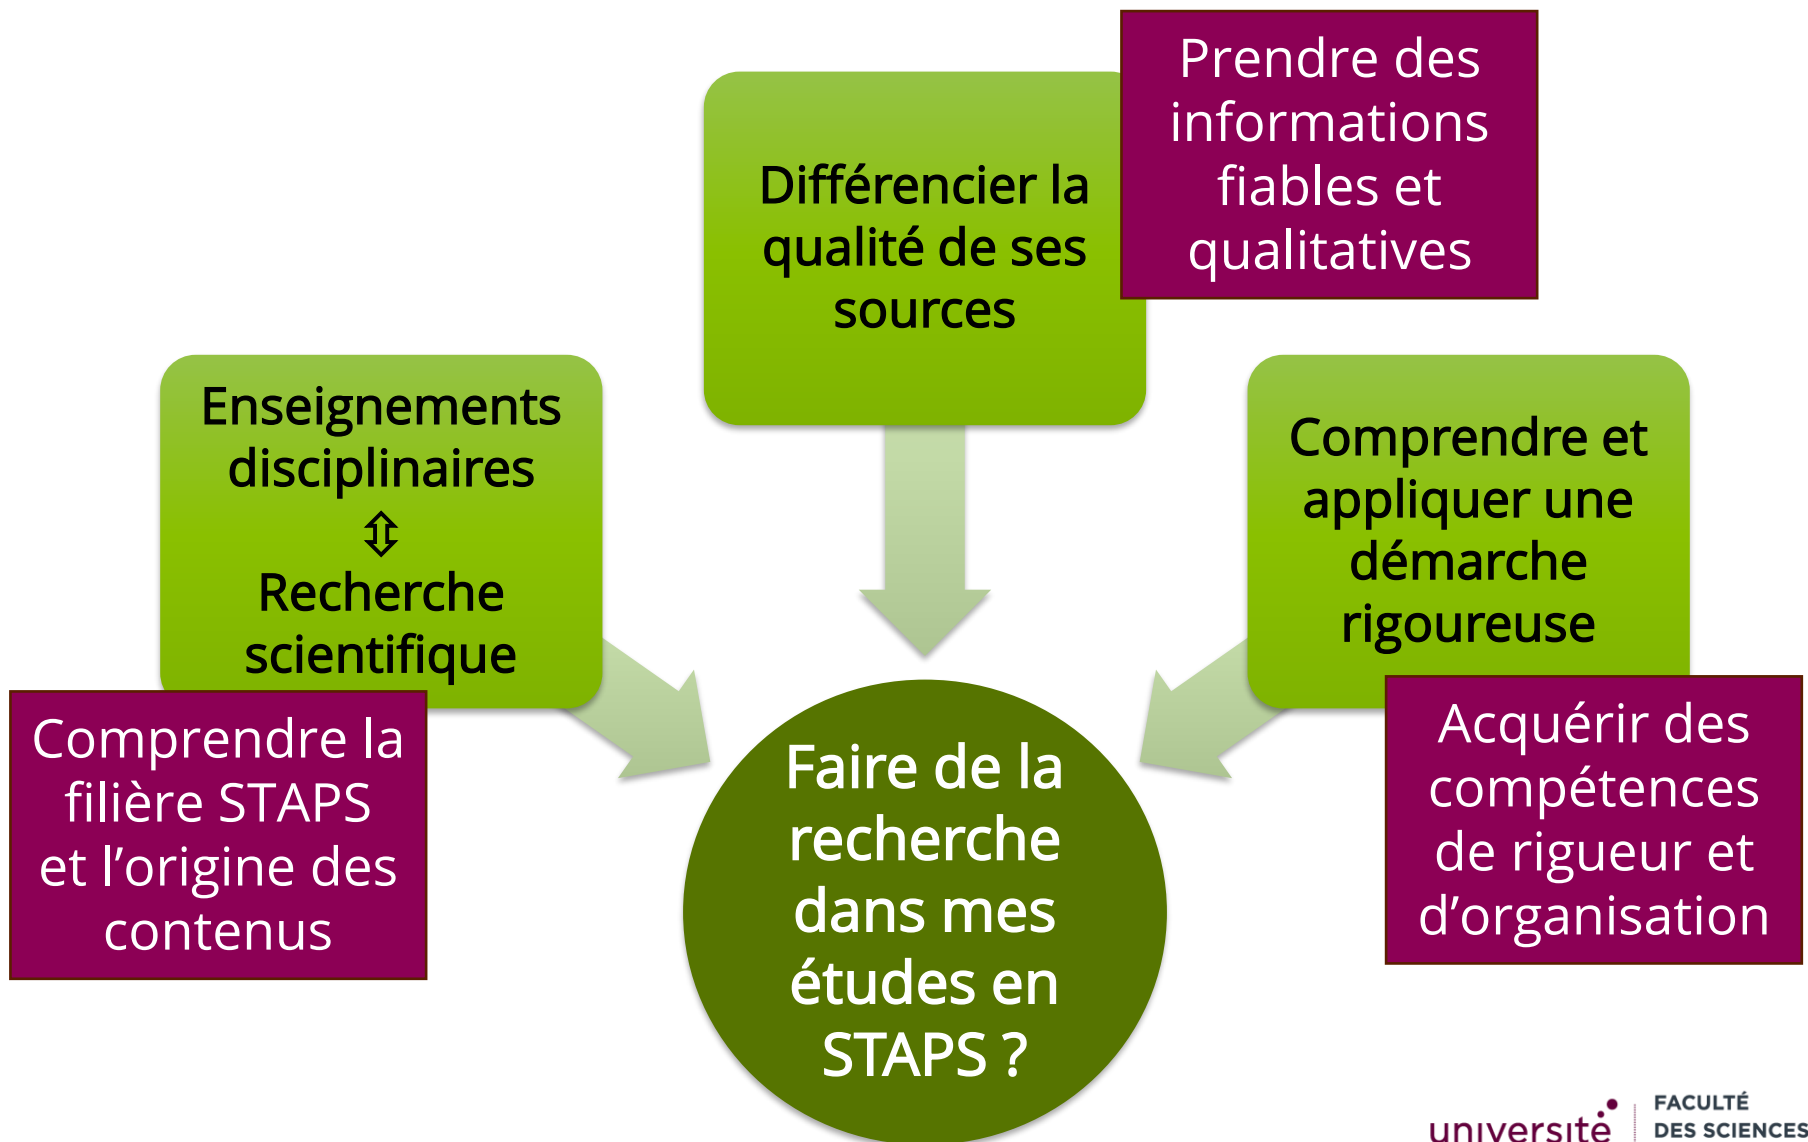 Prendre des
informations
fiables et
qualitatives
Différencier la
qualité de ses
sources
Enseignements
disciplinaires
⇳
Recherche
scientifique
Comprendre la
filière STAPS
et l’origine des
contenus
Comprendre et
appliquer une
démarche
rigoureuse
Acquérir des
compétences
de rigueur et
d’organisation
Faire de la
recherche
dans mes
études en
STAPS ?
université
FACULTÉ
DES SCIENCES